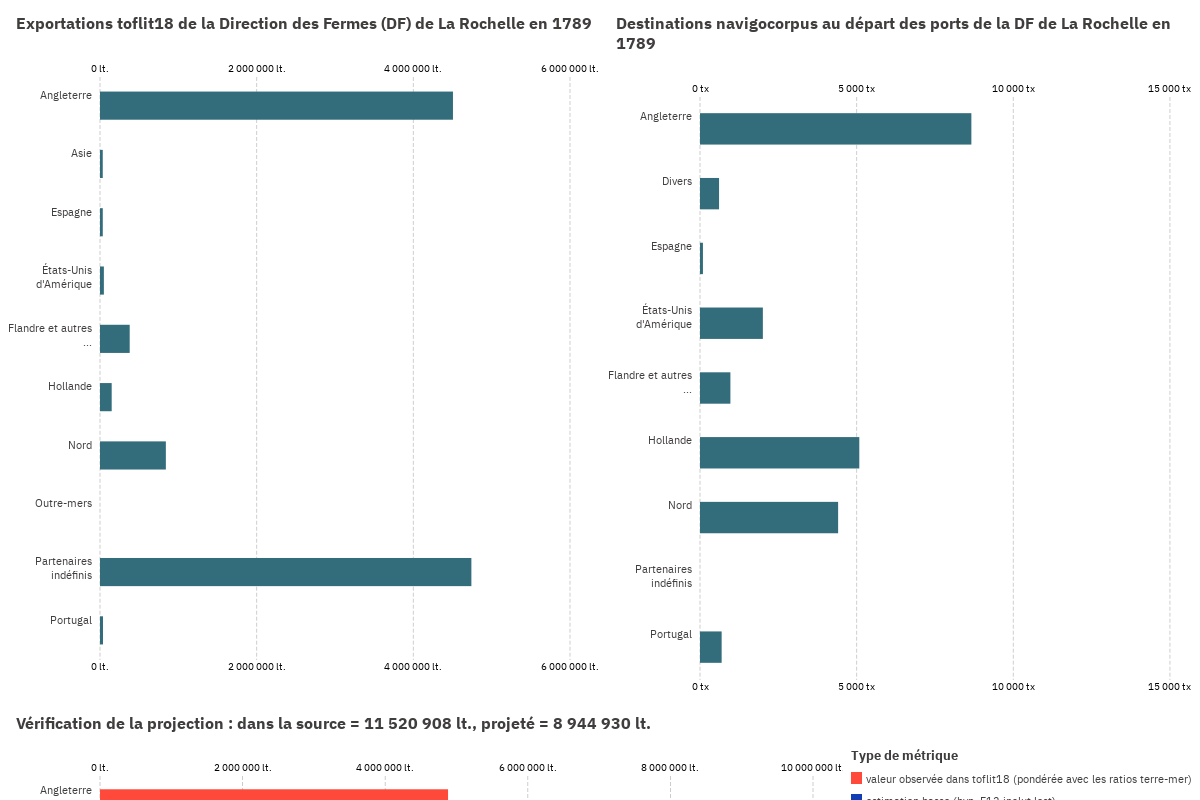 Exportations toflit18 de la Direction des Fermes (DF) de La Rochelle en 1789
0 lt. 2 000 000 lt. 4 000 000 lt. 6 000 000 lt.
Angleterre
Asie
Espagne
États-Unis
d'Amérique
Flandre et autres
...
Hollande
Nord
Outre-mers
Partenaires
indéfinis
Portugal
0 lt. 2 000 000 lt. 4 000 000 lt. 6 000 000 lt.
Destinations navigocorpus au départ des ports de la DF de La Rochelle en
1789
0 tx 5 000 tx 10 000 tx 15 000 tx
Angleterre
Divers
Espagne
États-Unis
d'Amérique
Flandre et autres
...
Hollande
Nord
Partenaires
indéfinis
Portugal
0 tx 5 000 tx 10 000 tx 15 000 tx
Vérification de la projection : dans la source = 11 520 908 lt., projeté = 8 944 930 lt.
0 lt. 2 000 000 lt. 4 000 000 lt. 6 000 000 lt. 8 000 000 lt. 10 000 000 lt
Angleterre
Type de métrique
valeur observée dans toflit18 (pondérée avec les ratios terre-mer)